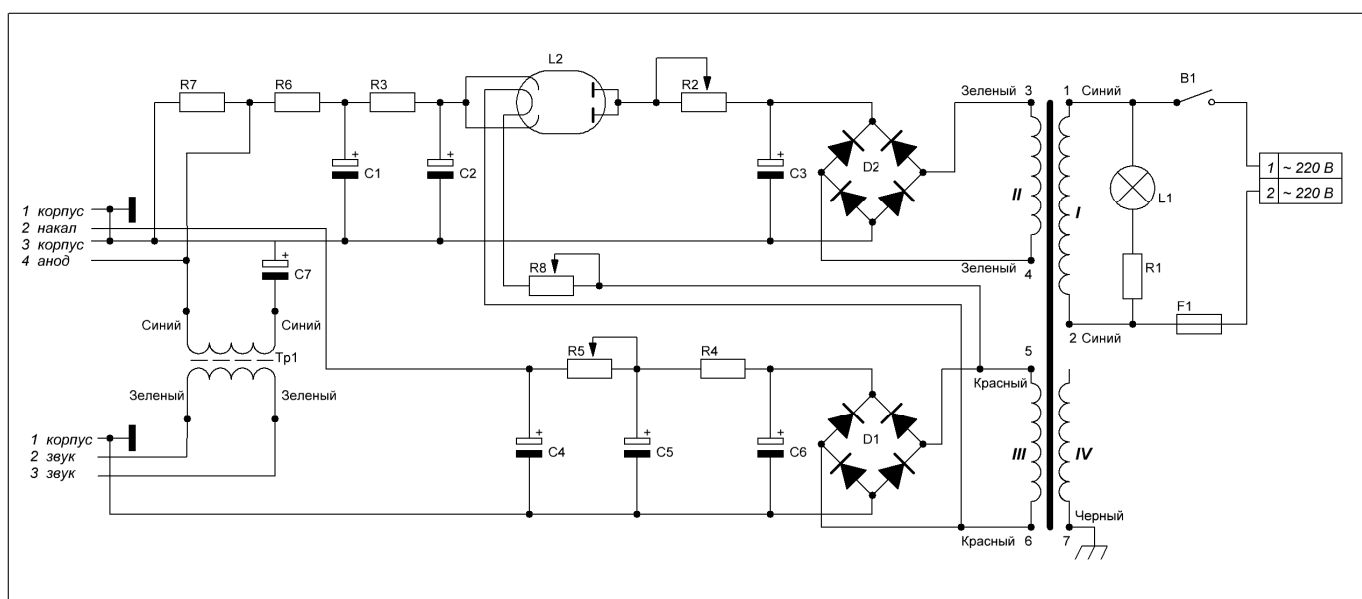 L2
B1
R7
R6
R3
R2
Зеленый 3
1 Синий
+
C1
+
C2
+
C3
D2
II
I
L1
1 ~ 220 В
2 ~ 220 В
1 корпус
2 накал
3 корпус
4 анод
+
C7
R8
Зеленый 4
R1
F1
Синий
Синий
2 Синий
Тр1
R5
R4
5
Красный
Зеленый
Зеленый
D1
1 корпус
2 звук
3 звук
+
C4
+
C5
+
C6
III
IV
Черный
Красный 6
7